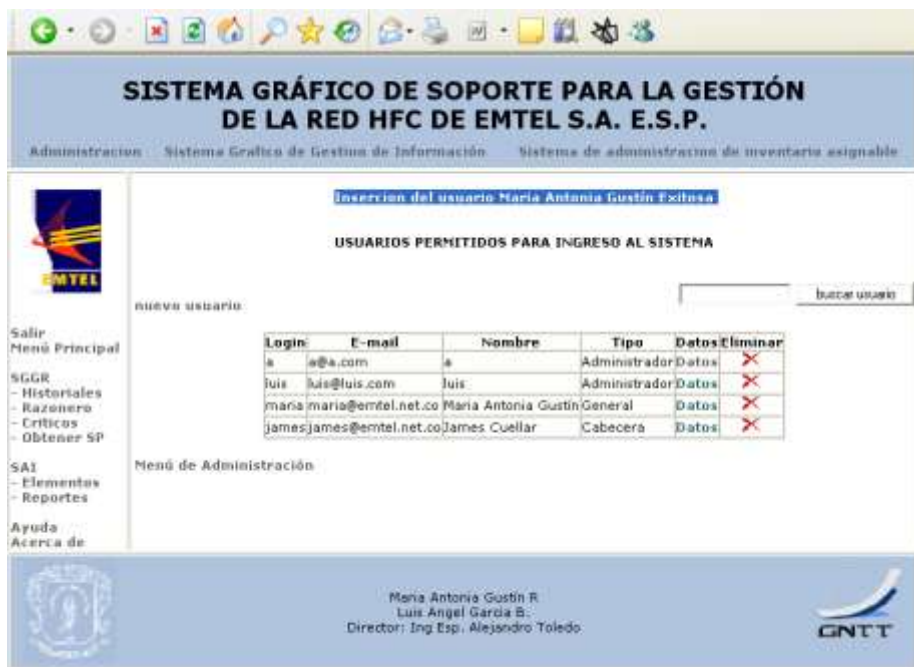 SISTEMA GRÁFICO DE SOPORTE PARA LA GESTIÓN
DE LA RED HFC DE EMTEL S.A. E.S.P.
Administracion Sistema Grafico de Gestion de Información Sistema de administracion de inventario asignable
EMTEL
Insercion del usuario Maria Antonia Gustín Exitosa
USUARIOS PERMITIDOS PARA INGRESO AL SISTEMA
buscar usuario
nuevo usuario
Salir
Menú Principal
SGGR
- Historiales
- Razonero
- Criticos
- Obtener SP
SAI
- Elementos
- Reportes
Ayuda
Acerca de
Login E-mail Nombre Tipo Datos Eliminar
a a@a.com a Administrador Datos
luis luis@luis.com luis Administrador Datos
maria maria@emtel.net.co Maria Antonia Gustín General Datos
james james@emtel.net.co James Cuellar Cabecera Datos
Menú de Administración
Maria Antonia Gustín R
Luis Angel Garcia B.
Director: Ing Esp. Alejandro Toledo
GNTT